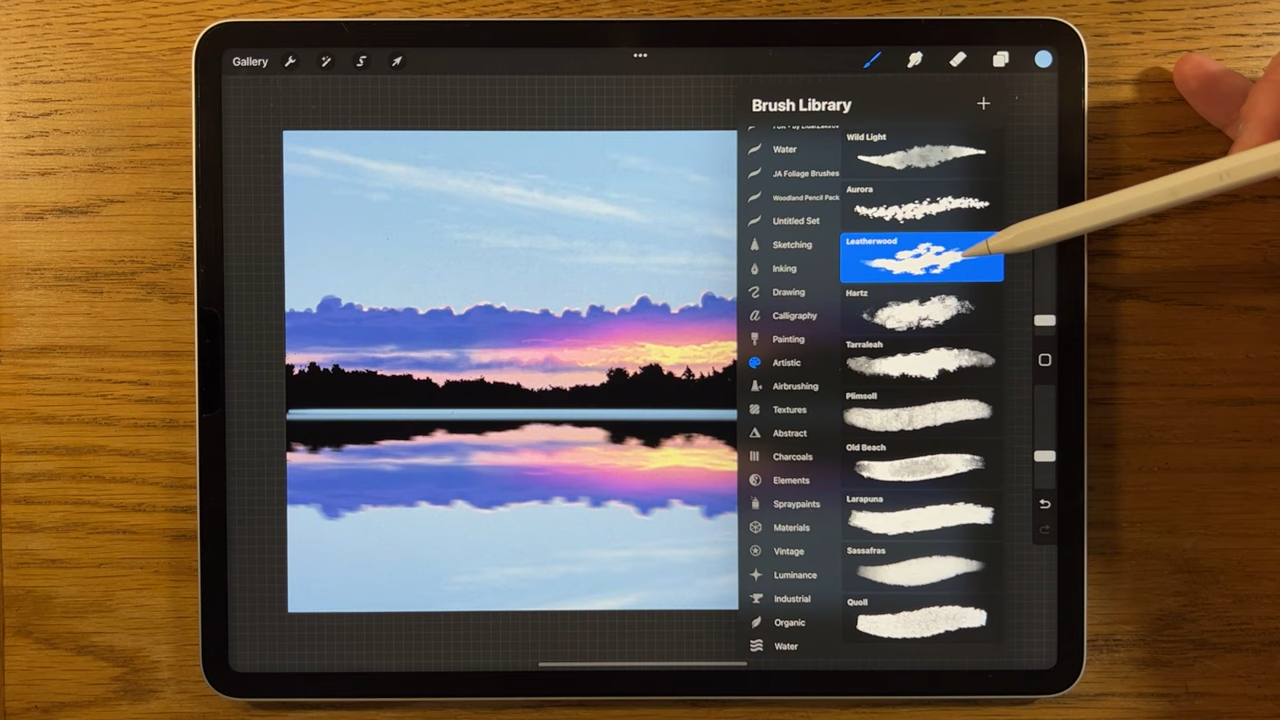 Gallery
Brush Library
Water
JA Foliage Brushes
Woodland Pencil Pack
Untitled Set
Sketching
Inking
Drawing
Calligraphy
Painting
Artistic
Airbrushing
Textures
Abstract
Charcoals
Elements
Spraypaints
Materials
Vintage
Luminance
Industrial
Organic
Water
Wild Light
Aurora
Leatherwood
Hartz
Tarraleah
Plimsoll
Old Beach
Larapuna
Sassafras
Quoll